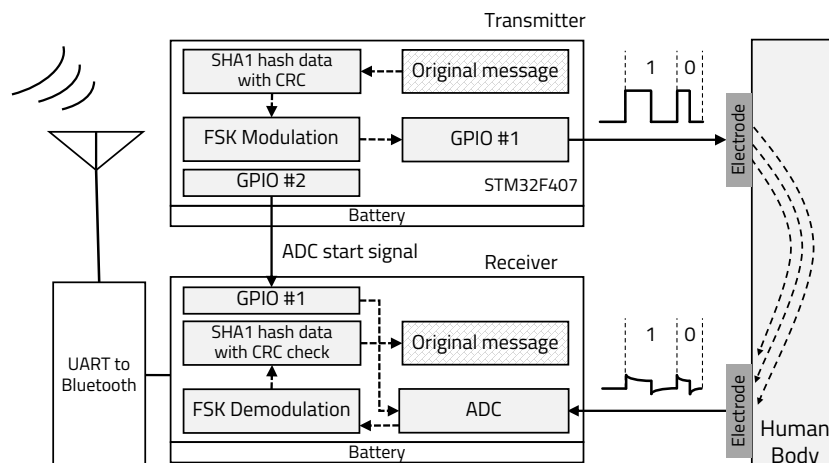 Transmitter
SHA1 hash data
with CRC
Original message
FSK Modulation
GPIO #1
GPIO #2
STM32F407
Battery
1 0
Electrode
ADC start signal
Receiver
GPIO #1
SHA1 hash data
with CRC check
Original message
FSK Demodulation
ADC
Battery
UART to
Bluetooth
1 0
Electrode
Human
Body